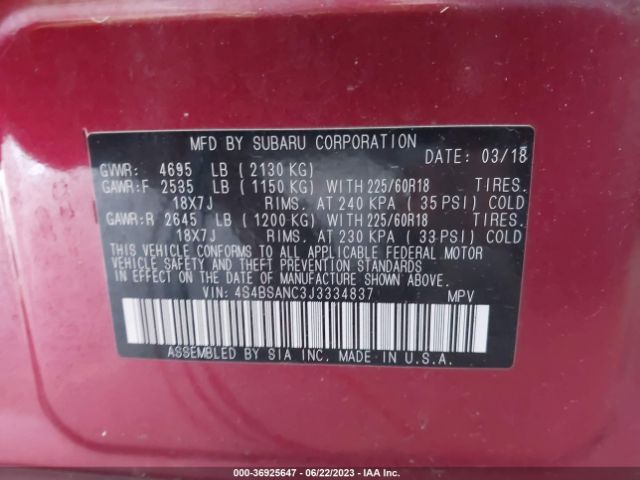 MFD BY SUBARU CORPORATION
DATE: 03/18
GVWR: 4695 LB ( 2130 KG)
GAWR:F 2535 LB ( 1150 KG) WITH 225/60R18 TIRES.
18X7J RIMS. AT 240 KPA ( 35 PSI) COLD
GAWR:R 2645 LB ( 1200 KG) WITH 225/60R18 TIRES.
18X7J RIMS. AT 230 KPA ( 33 PSI) COLD
THIS VEHICLE CONFORMS TO ALL APPLICABLE FEDERAL MOTOR
VEHICLE SAFETY AND THEFT PREVENTION STANDARDS IN EFFECT
ON THE DATE OF MANUFACTURE SHOWN ABOVE.
VIN: 4S4BSANC3J3334837 MPV
ASSEMBLED BY SIA INC. MADE IN U.S.A.
000-36925647 - 06/22/2023 - IAA Inc.